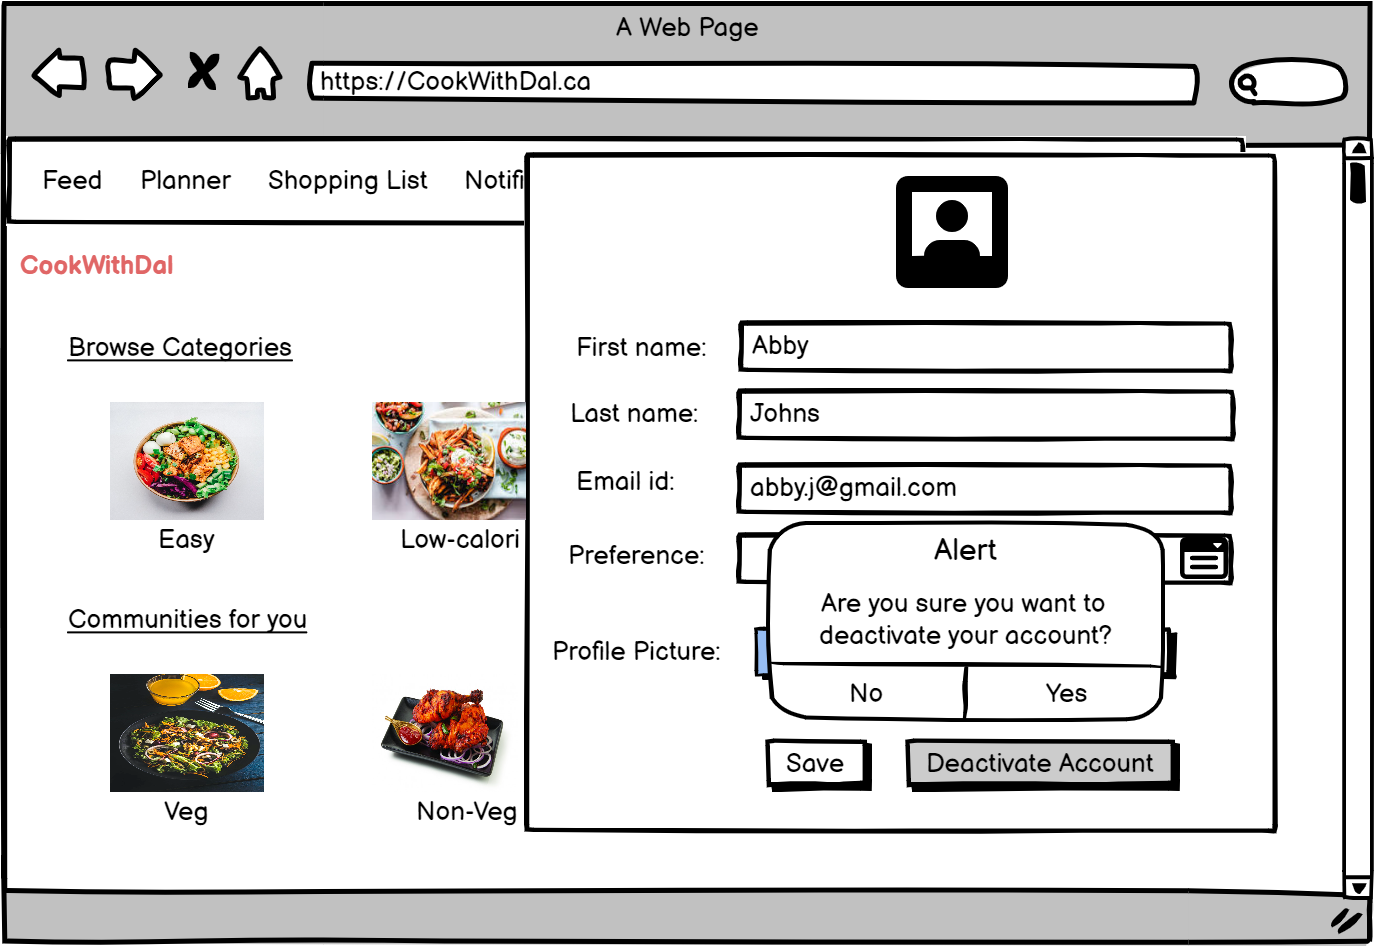 A Web Page
https://CookWithDal.ca
Feed Planner Shopping List Notifi
CookWithDal
Browse Categories
Easy
Low-calori
Communities for you
Veg
Non-Veg
First name: Abby
Last name: Johns
Email id: abby.j@gmail.com
Preference:
Profile Picture:
Alert
Are you sure you want to
deactivate your account?
No Yes
Save Deactivate Account